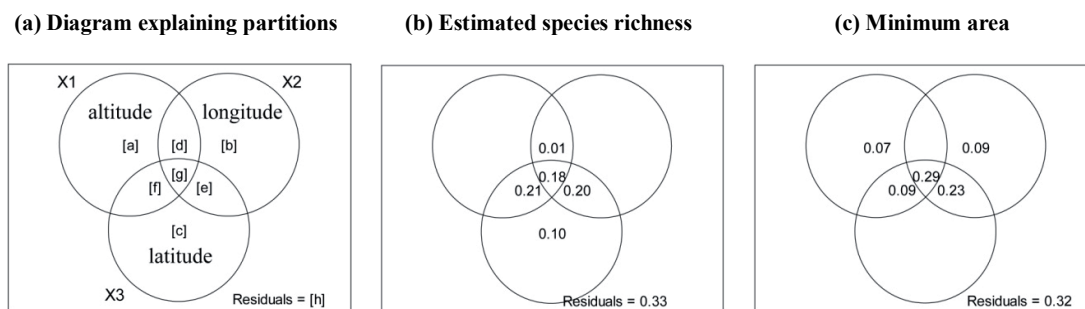 (a) Diagram explaining partitions
X1
X2
altitude
longitude
[a]
[d]
[b]
[g]
[f]
[e]
[c]
latitude
X3
Residuals = [h]
(b) Estimated species richness
0.01
0.18
0.21
0.20
0.10
Residuals = 0.33
(c) Minimum area
0.07
0.09
0.29
0.09
0.23
Residuals = 0.32